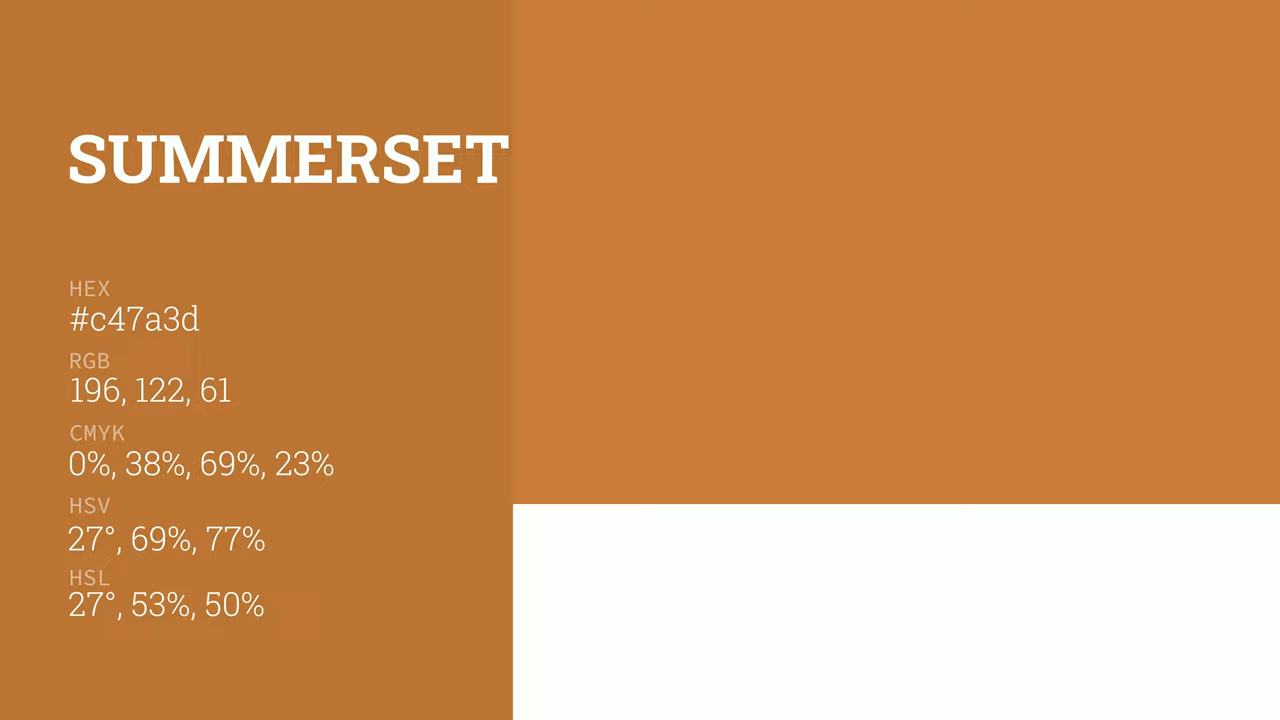 SUMMERSET
HEX
#c47a3d
RGB
196, 122, 61
CMYK
0%, 38%, 69%, 23%
HSV
27°, 69%, 77%
HSL
27°, 53%, 50%